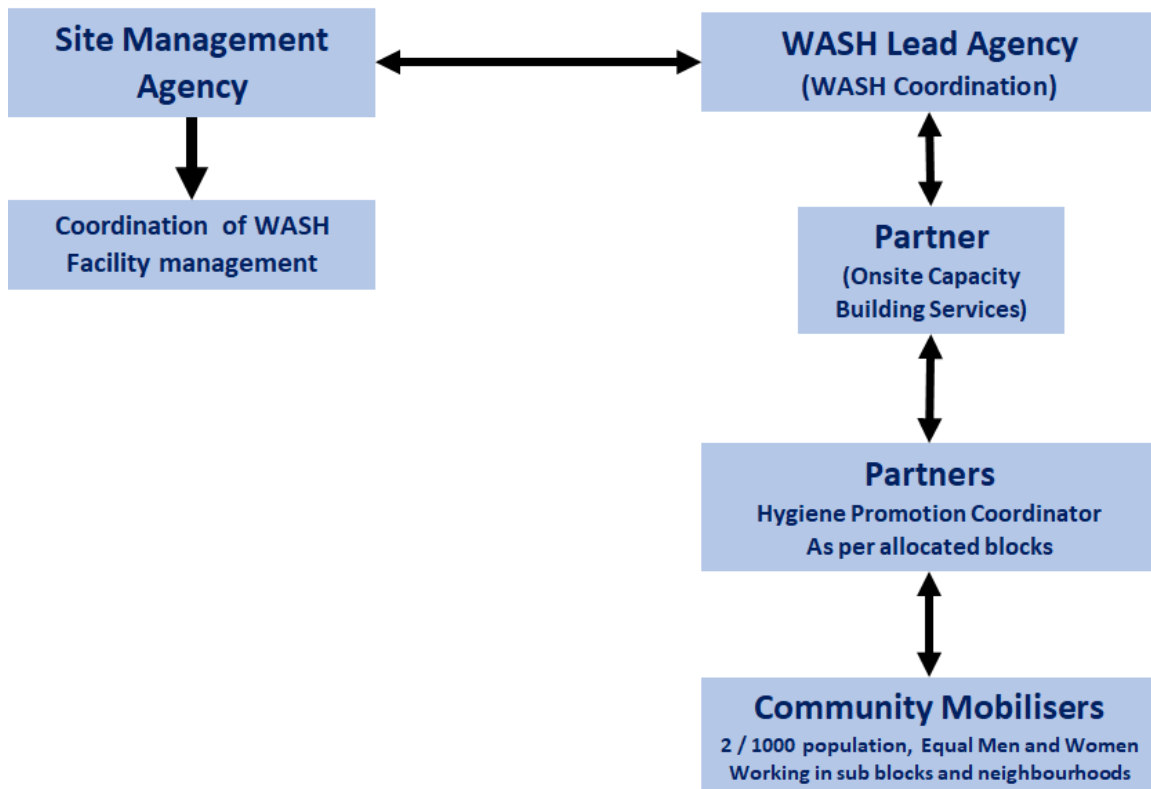 Site Management
Agency
WASH Lead Agency
(WASH Coordination)
Coordination of WASH
Facility management
Partner
(Onsite Capacity
Building Services)
Partners
Hygiene Promotion Coordinator
As per allocated blocks
Community Mobilisers
2 / 1000 population, Equal Men and Women
Working in sub blocks and neighbourhoods